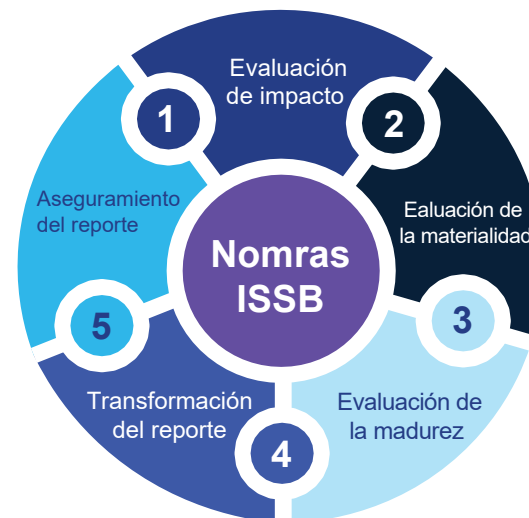 Evaluación
de impacto
1
2
Ealuación de
la materialidad
3
Evaluación de
la madurez
4
Transformación
del reporte
5
Aseguramiento
del reporte
Nomras
ISSB